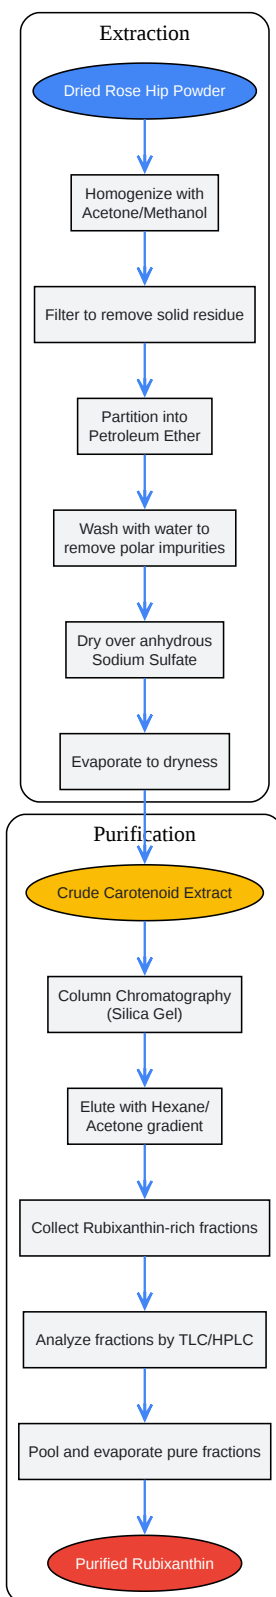 Extraction
Dried Rose Hip Powder
Homogenize with
Acetone/Methanol
Filter to remove solid residue
Partition into
Petroleum Ether
Wash with water to
remove polar impurities
Dry over anhydrous
Sodium Sulfate
Evaporate to dryness
Purification
Crude Carotenoid Extract
Column Chromatography
(Silica Gel)
Elute with Hexane/
Acetone gradient
Collect Rubixanthin-rich fractions
Analyze fractions by TLC/HPLC
Pool and evaporate pure fractions
Purified Rubixanthin